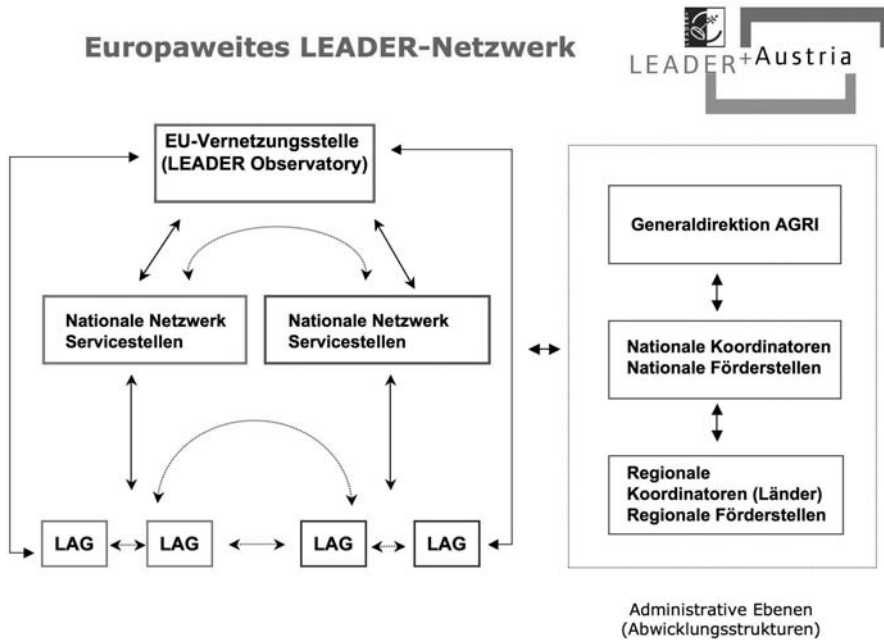 Europaweites LEADER-Netzwerk
LEADER+Austria
EU-Vernetzungsstelle
(LEADER Observatory)
Nationale Netzwerk
Servicestellen
Nationale Netzwerk
Servicestellen
LAG
LAG
LAG
LAG
Generaldirektion AGRI
Nationale Koordinatoren
Nationale Förderstellen
Regionale
Koordinatoren (Länder)
Regionale Förderstellen
Administrative Ebenen
(Abwicklungsstrukturen)